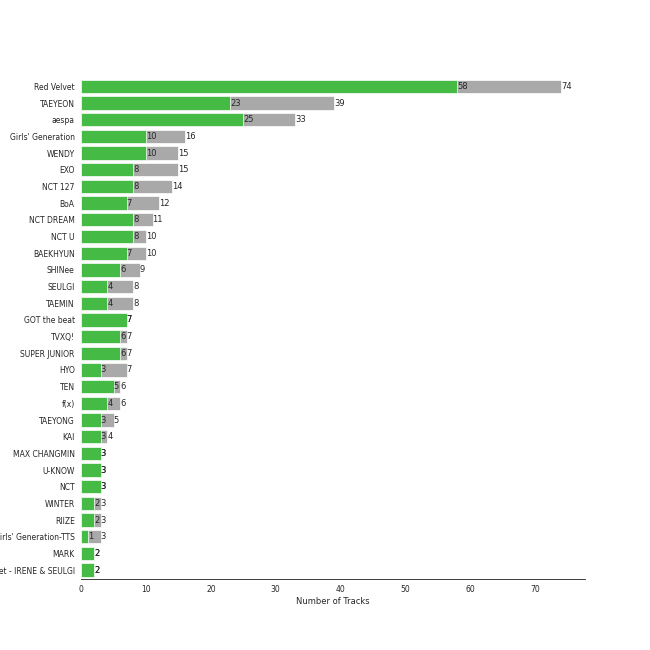 Red Velvet 58 74
TAEYEON 23 39
aespa 25 33
Girls' Generation 10 16
WENDY 10 15
EXO 8 15
NCT 127 8 14
BoA 7 12
NCT DREAM 8 11
NCT U 8 10
BAEKHYUN 7 10
SHINee 6 9
SEULGI 4 8
TAEMIN 4 8
GOT the beat 7
TVXQ! 6 7
SUPER JUNIOR 6 7
HYO 3 7
TEN 5 6
f(x) 4 6
TAEYONG 3 5
KAI 3 4
MAX CHANGMIN 3
U-KNOW 3
NCT 3
WINTER 2 3
RIIZE 2 3
irls' Generation-TTS 1 3
MARK 2
et - IRENE & SEULGI 2
0 10 20 30 40 50 60 70
Number of Tracks